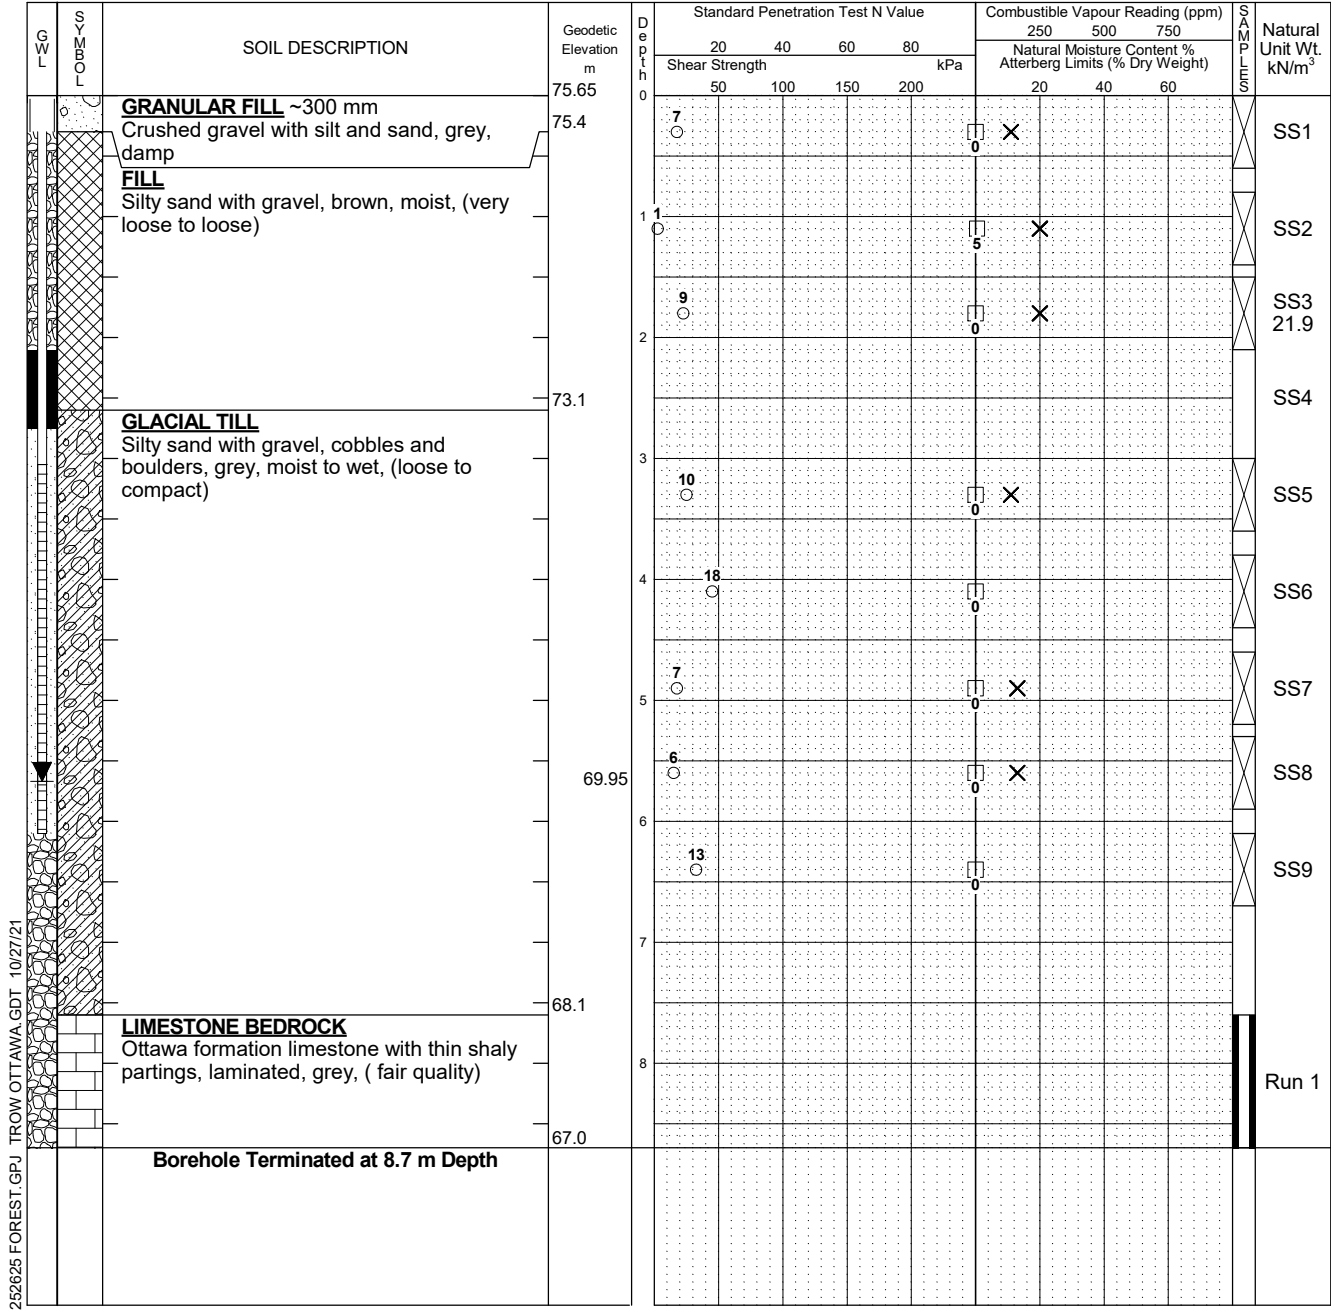 GWL
SYMBOL
SOIL DESCRIPTION
Geodetic
Elevation
m
Depth
Standard Penetration Test N Value
20 40 60 80
Shear Strength kPa
50 100 150 200
Combustible Vapour Reading (ppm)
250 500 750
Natural Moisture Content %
Atterberg Limits (% Dry Weight)
20 40 60
SAMPLES
Natural
Unit Wt.
kN/m³
75.65
0
GRANULAR FILL ~300 mm
Crushed gravel with silt and sand, grey,
damp
75.4
7
0
SS1
FILL
Silty sand with gravel, brown, moist, (very
loose to loose)
1
1
5
SS2
9
0
SS3
21.9
2
73.1
SS4
GLACIAL TILL
Silty sand with gravel, cobbles and
boulders, grey, moist to wet, (loose to
compact)
3
10
0
SS5
4
18
0
SS6
7
0
SS7
5
6
0
SS8
69.95
6
13
0
SS9
7
68.1
LIMESTONE BEDROCK
Ottawa formation limestone with thin shaly
partings, laminated, grey, ( fair quality)
8
Run 1
67.0
Borehole Terminated at 8.7 m Depth
252625 FOREST.GPJ TROW OTTAWA.GDT 10/27/21